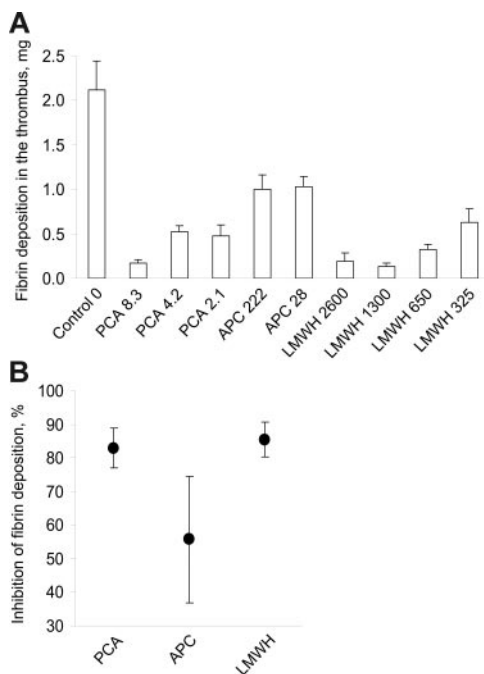 A
Fibrin deposition in the thrombus, mg
2.5
2.0
1.5
1.0
0.5
0.0
Control 0
PCA 8.3
PCA 4.2
PCA 2.1
APC 222
APC 28
LMWH 2600
LMWH 1300
LMWH 650
LMWH 325
B
Inhibition of fibrin deposition, %
100
90
80
70
60
50
40
30
PCA
APC
LMWH